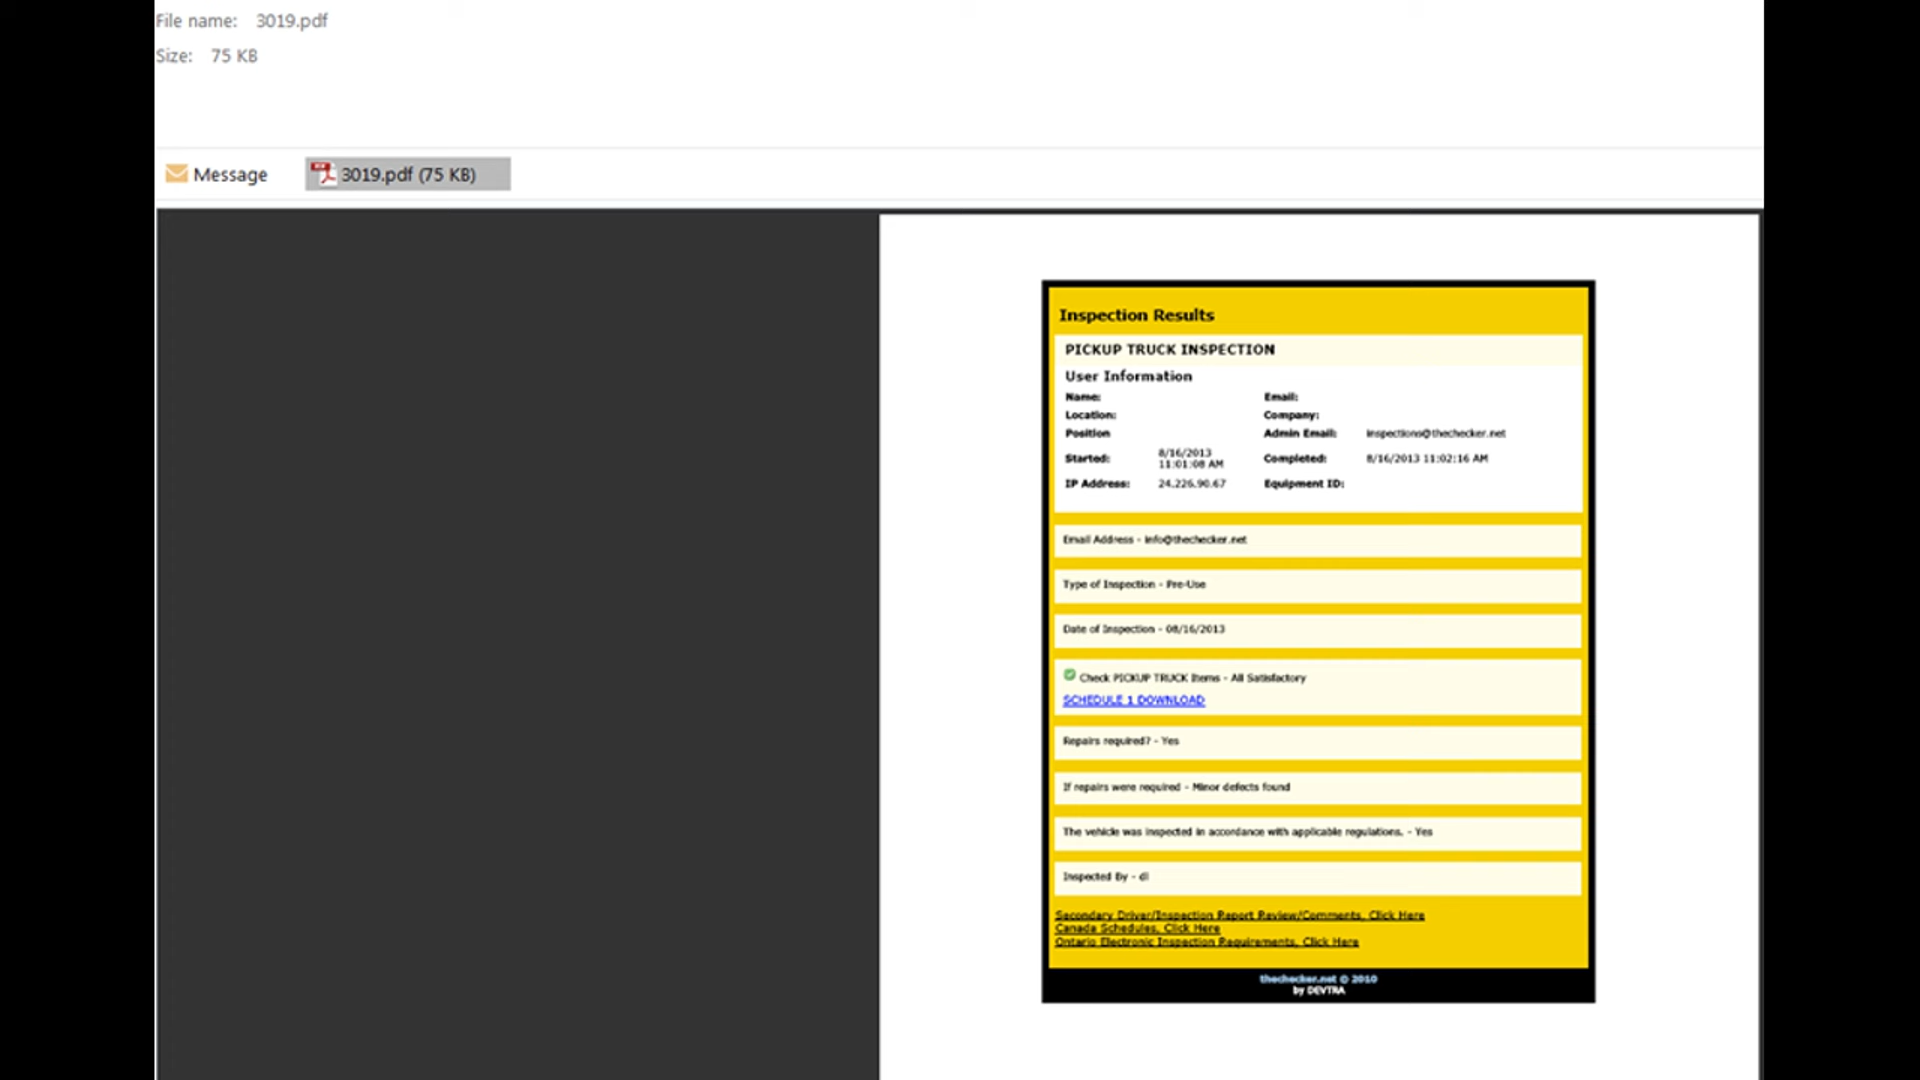 File name: 3019.pdf
Size: 75 KB
Message 3019.pdf (75 KB)
Inspection Results
PICKUP TRUCK INSPECTION
User Information
Name: Email:
Location: Company:
Position Admin Email: inspections@thechecker.net
Started: 8/16/2013 11:01:08 AM Completed: 8/16/2013 11:02:16 AM
IP Address: 24.226.90.67 Equipment ID:
Email Address - info@thechecker.net
Type of Inspection - Pre-Use
Date of Inspection - 08/16/2013
Check PICKUP TRUCK Items - All Satisfactory
SCHEDULE 1 DOWNLOAD
Repairs required? - Yes
If repairs were required - Minor defects found
The vehicle was inspected in accordance with applicable regulations. - Yes
Inspected By - dl
Secondary Driver/Inspection Report Review/Comments, Click Here
Canada Schedules, Click Here
Ontario Electronic Inspection Requirements, Click Here
thechecker.net © 2010
by DEVTRA